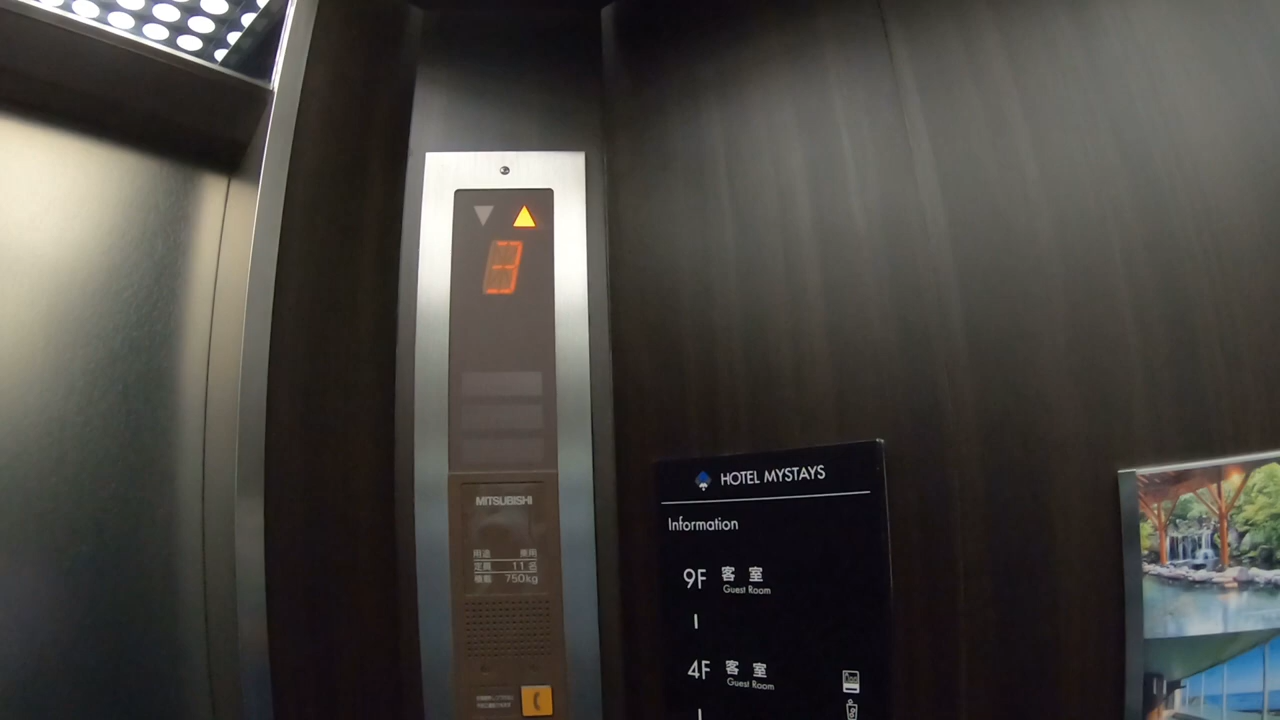 3
MITSUBISHI
用途 乗用
定員 11名
積載 750kg
HOTEL MYSTAYS
Information
9F 客室
Guest Room
4F 客室
Guest Room